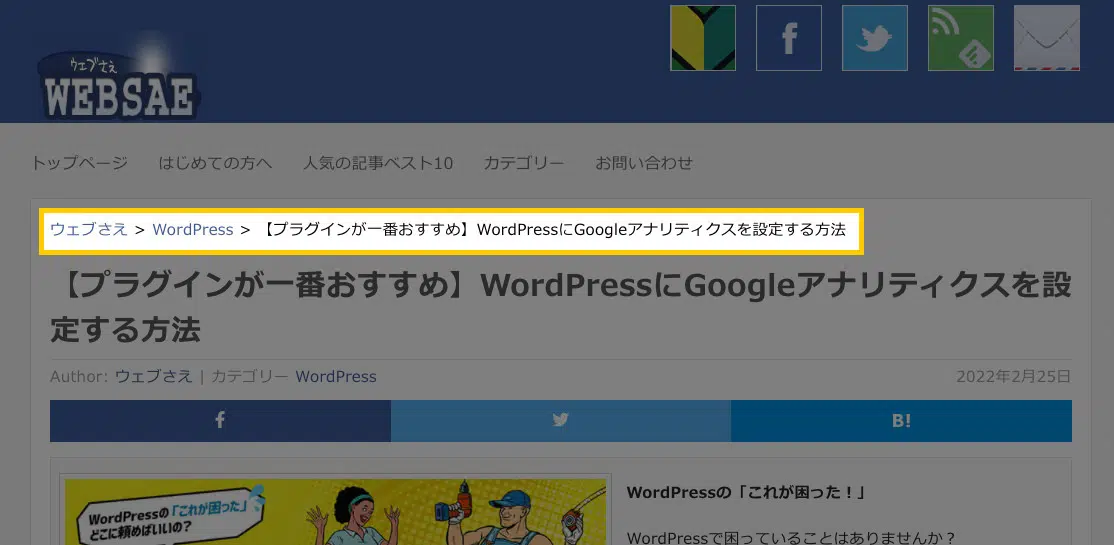 ウェブさえ
WEBSAE
トップページ はじめての方へ 人気の記事ベスト10 カテゴリー お問い合わせ
ウェブさえ > WordPress > 【プラグインが一番おすすめ】WordPressにGoogleアナリティクスを設定する方法
【プラグインが一番おすすめ】WordPressにGoogleアナリティクスを設
定する方法
Author: ウェブさえ | カテゴリー WordPress 2022年2月25日
B!
WordPressの「これが困った」
どこに頼めばいいの?
WordPressの「これが困った!」
WordPressで困っていることはありませんか?